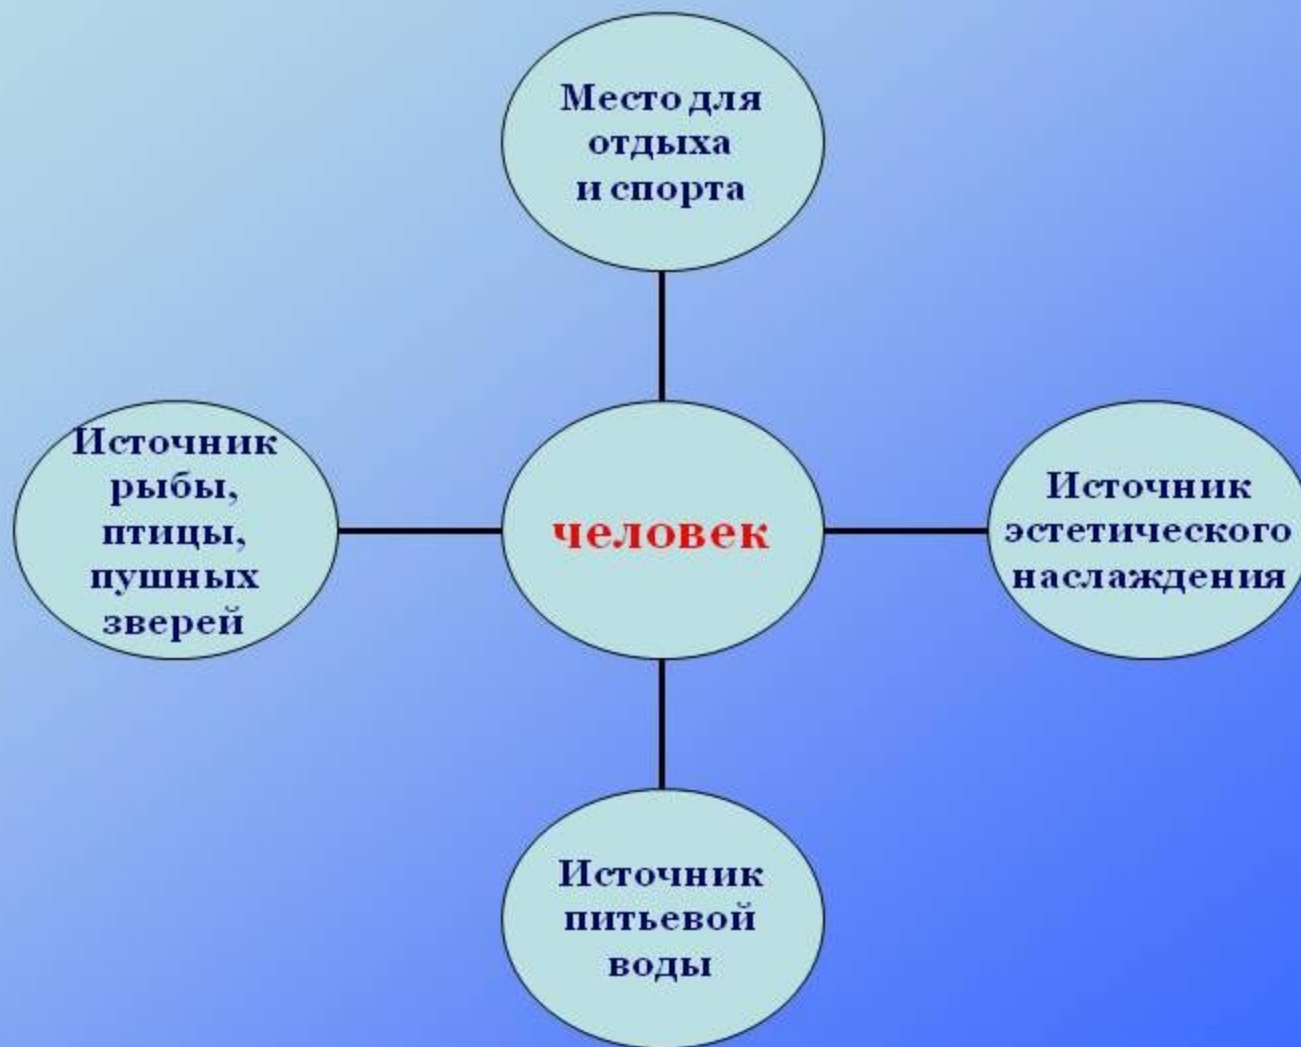 Место для
отдыха
и спорта
Источник
рыбы,
птицы,
пушных
зверей
человек
Источник
эстетического
наслаждения
Источник
питьевой
воды